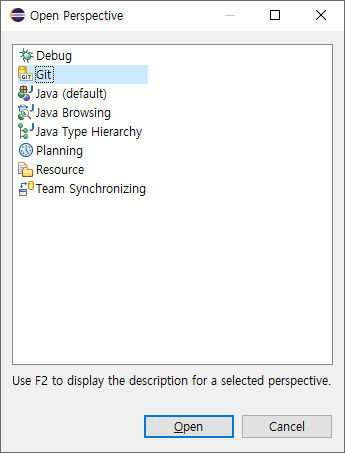 Open Perspective
Debug
GIT Git
Java (default)
Java Browsing
Java Type Hierarchy
Planning
Resource
Team Synchronizing
Use F2 to display the description for a selected perspective.
Open Cancel